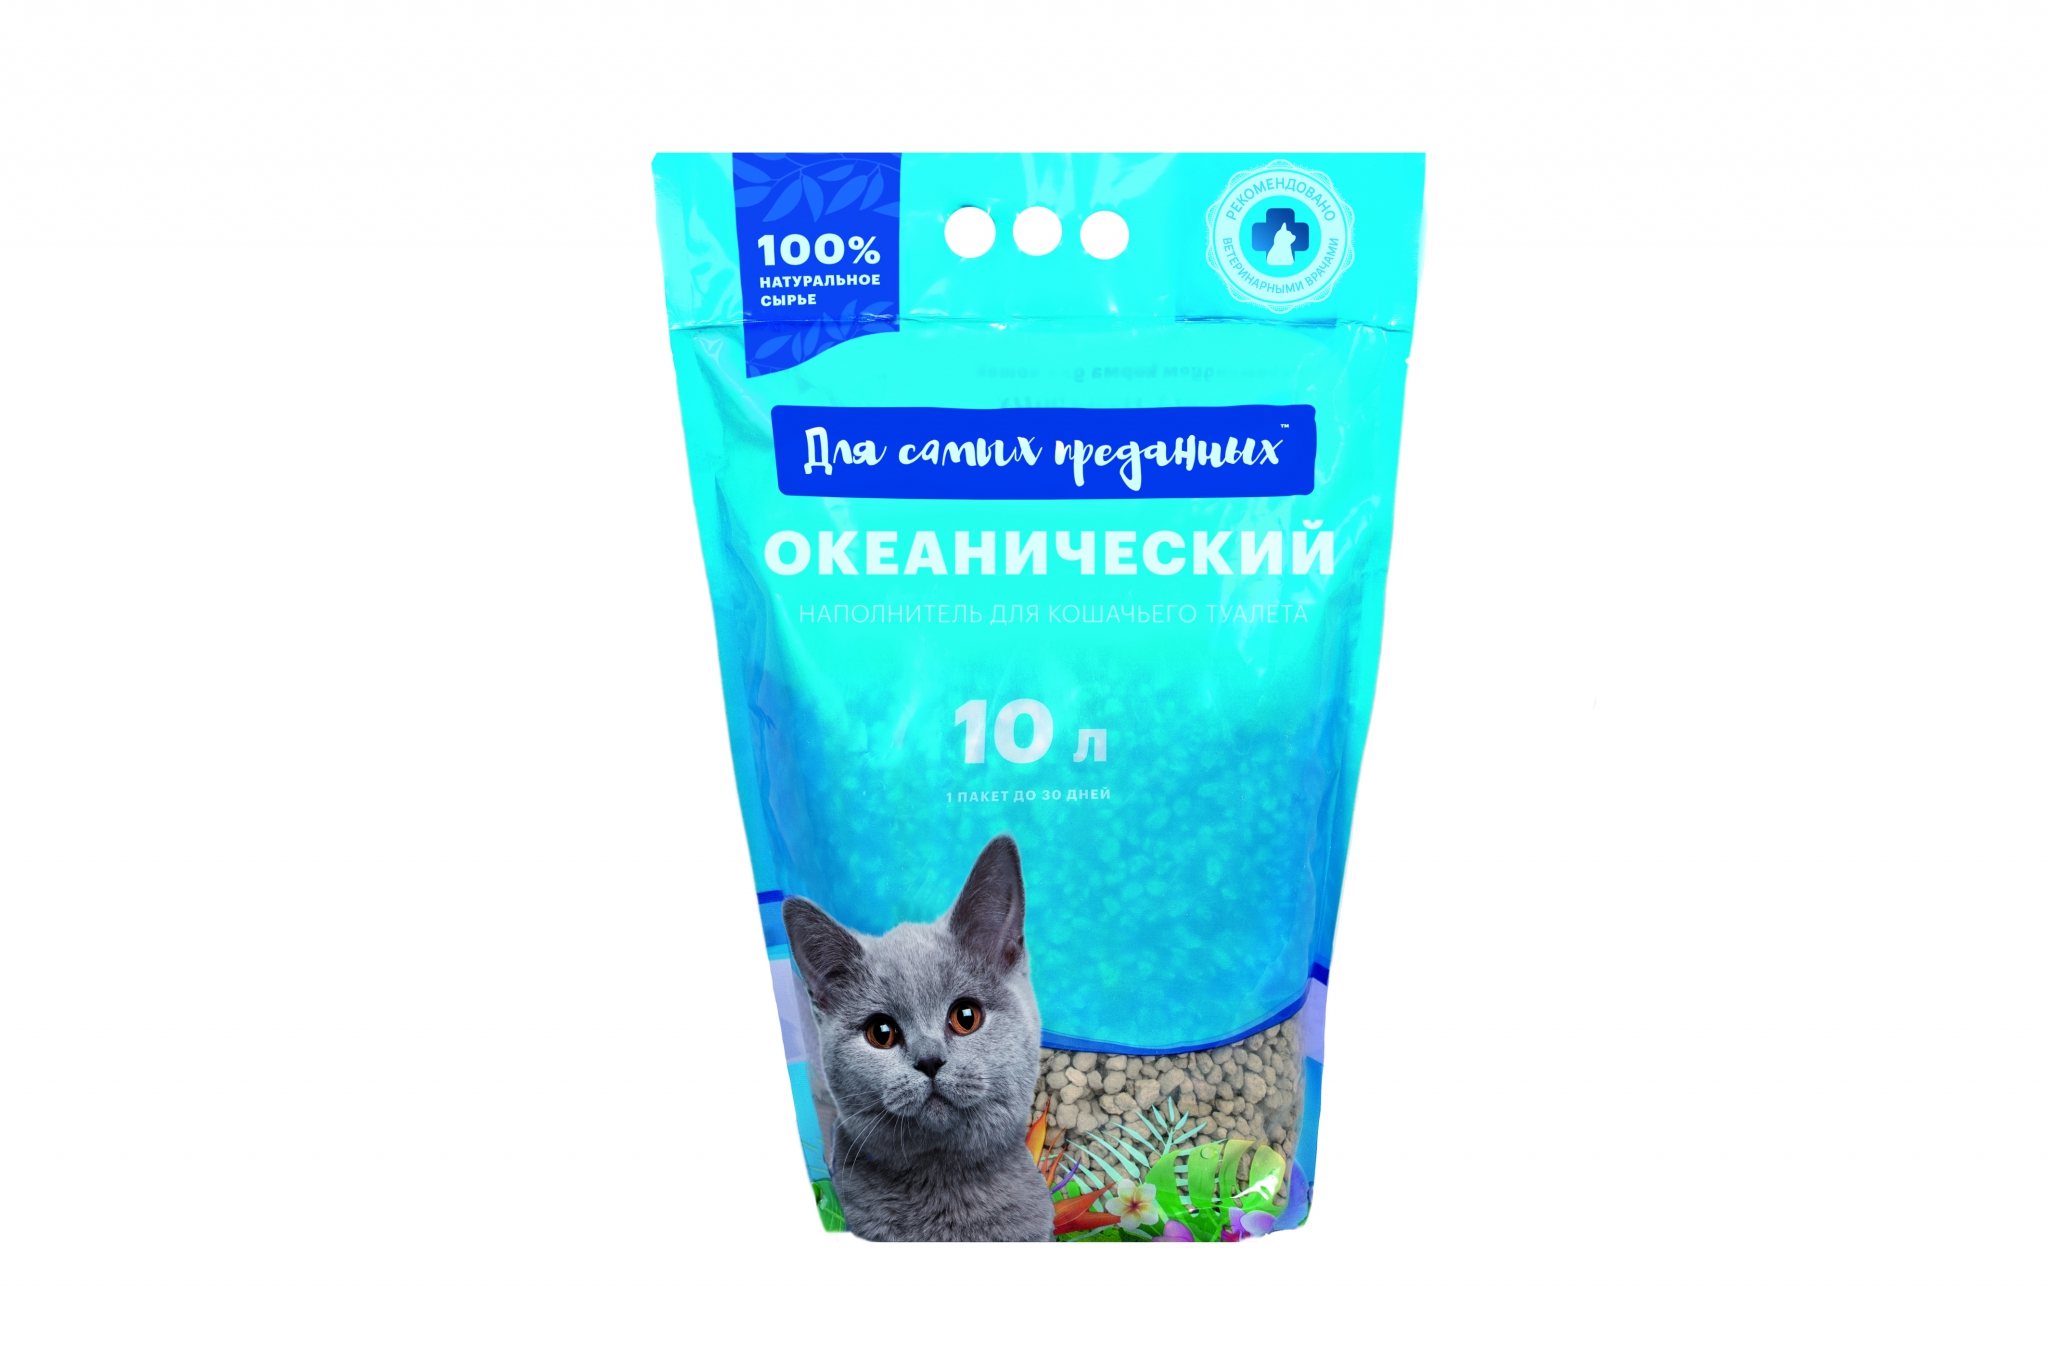 100%
НАТУРАЛЬНОЕ
СЫРЬЕ
РЕКОМЕНДОВАНО
ВЕТЕРИНАРНЫМИ ВРАЧАМИ
Для самых преданных™
ОКЕАНИЧЕСКИЙ
НАПОЛНИТЕЛЬ ДЛЯ КОШАЧЬЕГО ТУАЛЕТА
10 л
1 ПАКЕТ ДО 30 ДНЕЙ